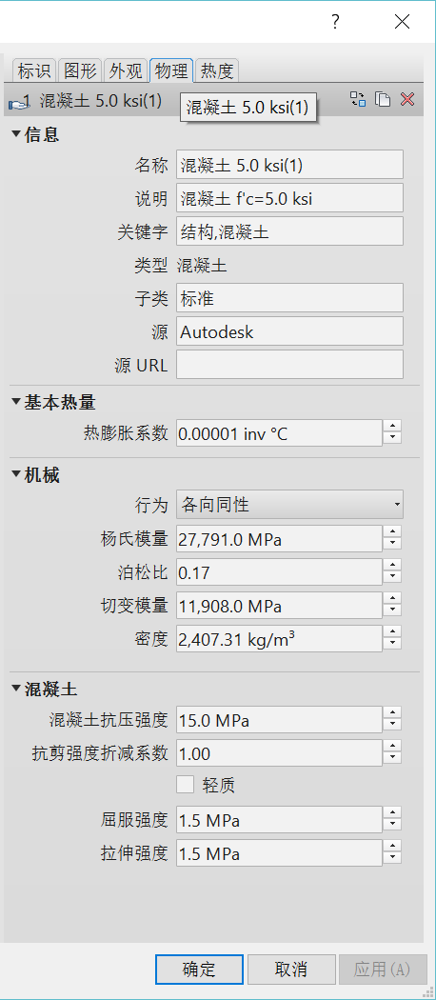 ?
标识 图形 外观 物理 热度
1 混凝土 5.0 ksi(1)
混凝土 5.0 ksi(1)
信息
名称 混凝土 5.0 ksi(1)
说明 混凝土 f'c=5.0 ksi
关键字 结构,混凝土
类型 混凝土
子类 标准
源 Autodesk
源 URL
基本热量
热膨胀系数 0.00001 inv °C
机械
行为 各向同性
杨氏模量 27,791.0 MPa
泊松比 0.17
切变模量 11,908.0 MPa
密度 2,407.31 kg/m³
混凝土
混凝土抗压强度 15.0 MPa
抗剪强度折减系数 1.00
轻质
屈服强度 1.5 MPa
拉伸强度 1.5 MPa
确定 取消 应用(A)